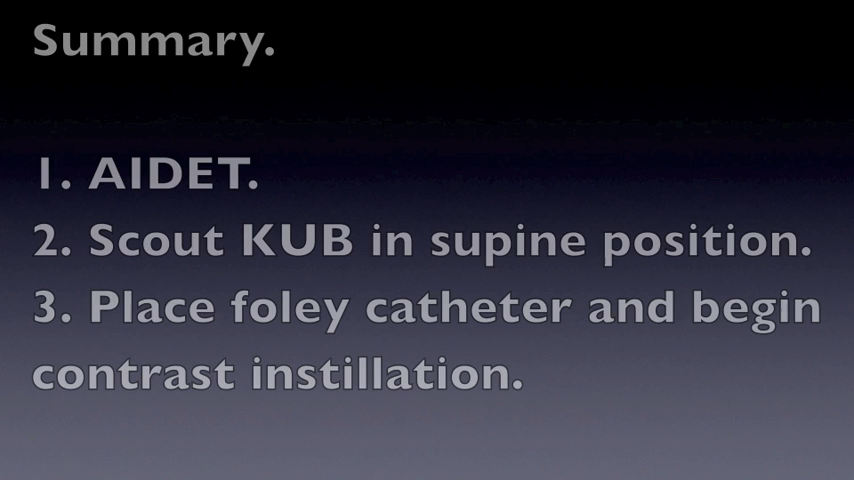 Summary.
1. AIDET.
2. Scout KUB in supine position.
3. Place foley catheter and begin
contrast instillation.